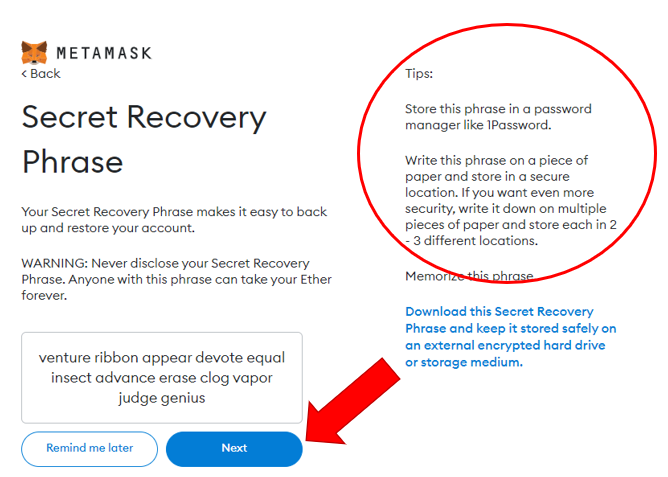 METAMASK
< Back
Secret Recovery
Phrase
Your Secret Recovery Phrase makes it easy to back
up and restore your account.
WARNING: Never disclose your Secret Recovery
Phrase. Anyone with this phrase can take your Ether
forever.
venture ribbon appear devote equal
insect advance erase clog vapor
judge genius
Remind me later
Next
Tips:
Store this phrase in a password
manager like 1Password.
Write this phrase on a piece of
paper and store in a secure
location. If you want even more
security, write it down on multiple
pieces of paper and store each in 2
- 3 different locations.
Memorize this phrase
Download this Secret Recovery
Phrase and keep it stored safely on
an external encrypted hard drive
or storage medium.